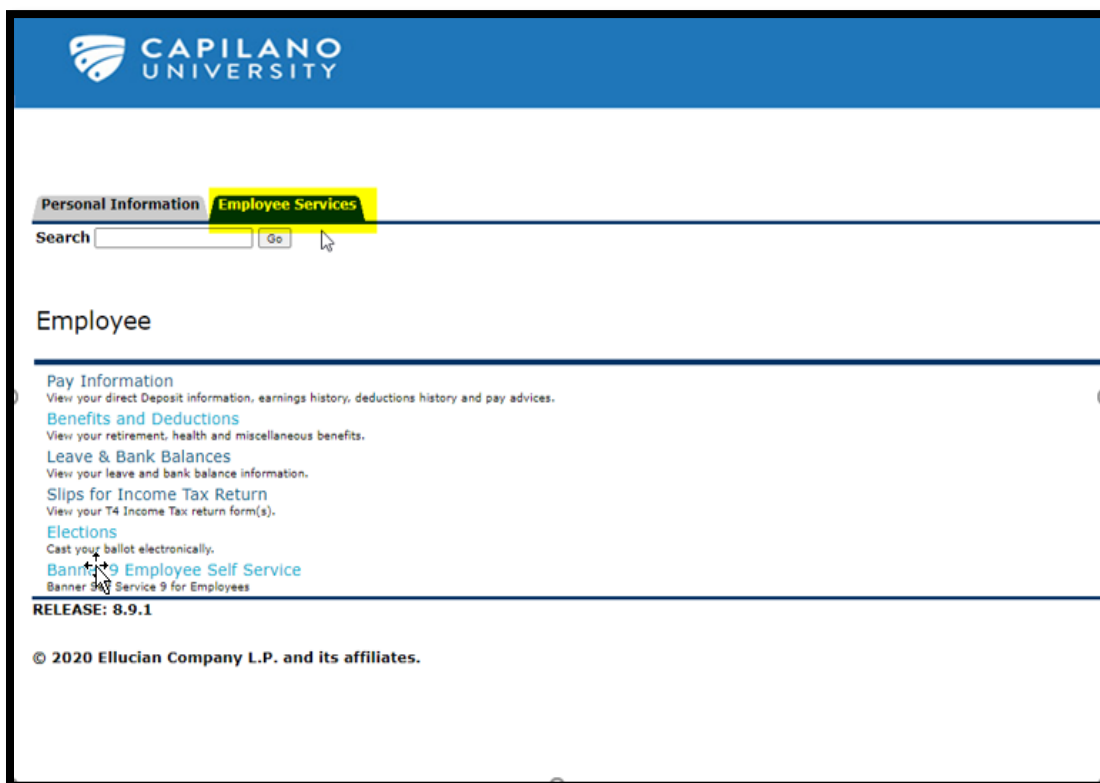 CAPILANO
UNIVERSITY
Personal Information Employee Services
Search Go
Employee
Pay Information
View your direct Deposit information, earnings history, deductions history and pay advices.
Benefits and Deductions
View your retirement, health and miscellaneous benefits.
Leave & Bank Balances
View your leave and bank balance information.
Slips for Income Tax Return
View your T4 Income Tax return form(s).
Elections
Cast your ballot electronically.
Banner 9 Employee Self Service
Banner Self Service 9 for Employees
RELEASE: 8.9.1
© 2020 Ellucian Company L.P. and its affiliates.